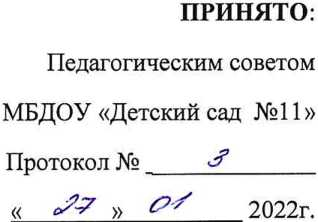 ПРИНЯТО:
Педагогическим советом
МБДОУ «Детский сад №11»
Протокол № 3
« 27 » 01 2022г.